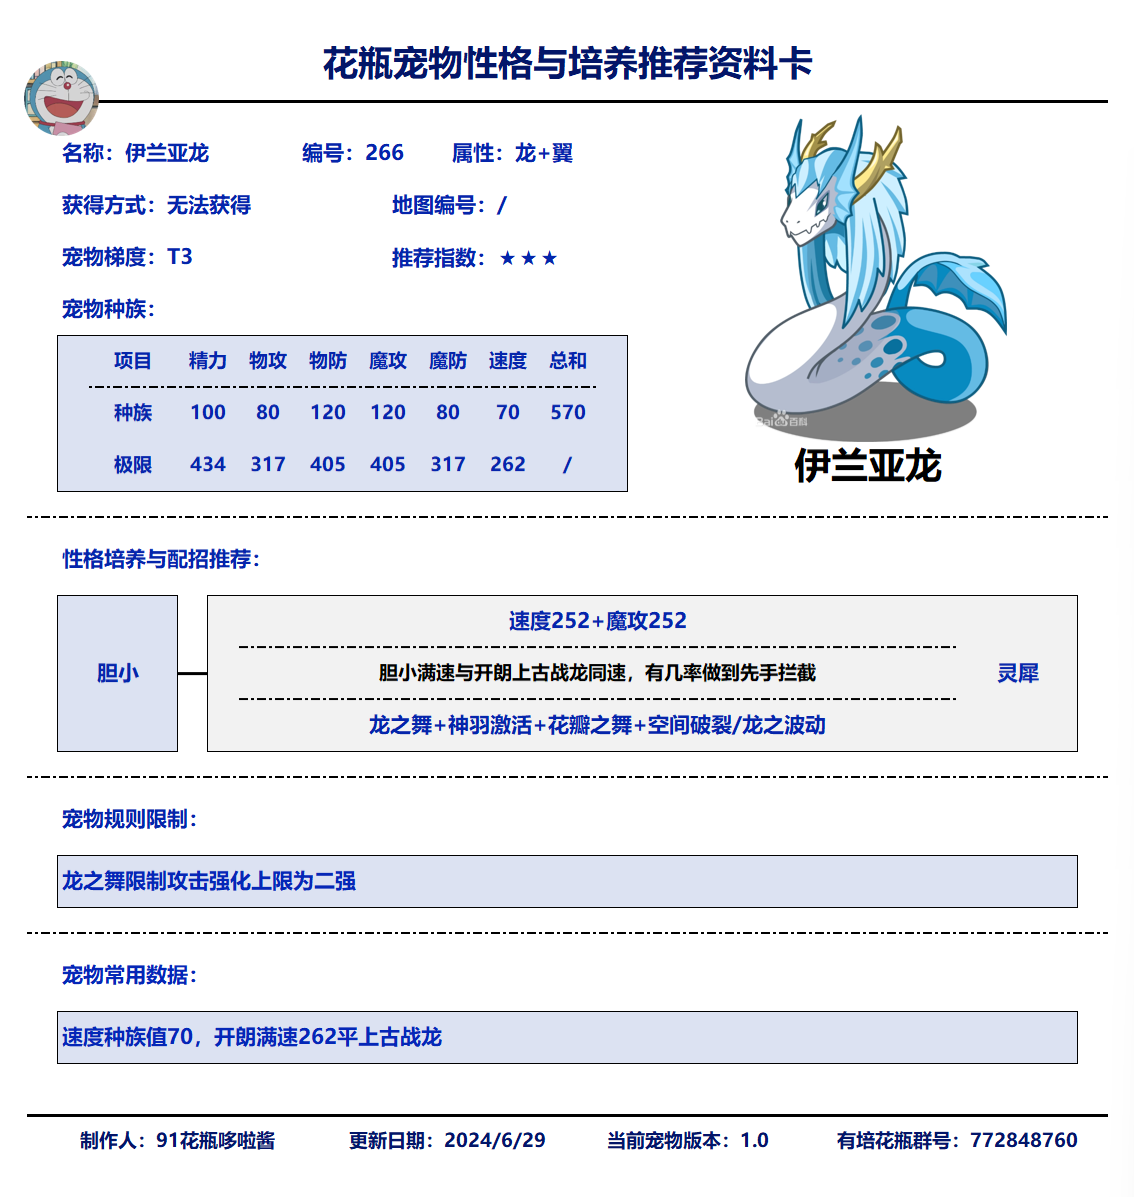 花瓶宠物性格与培养推荐资料卡
名称：伊兰亚龙 编号：266 属性：龙+翼
获得方式：无法获得 地图编号：/
宠物梯度：T3 推荐指数：★★★
宠物种族：
项目 精力 物攻 物防 魔攻 魔防 速度 总和
种族 100 80 120 120 80 70 570
极限 434 317 405 405 317 262 /
Bai 百科
伊兰亚龙
性格培养与配招推荐：
速度252+魔攻252
胆小 胆小满速与开朗上古战龙同速，有几率做到先手拦截 灵犀
龙之舞+神羽激活+花瓣之舞+空间破裂/龙之波动
宠物规则限制：
龙之舞限制攻击强化上限为二强
宠物常用数据：
速度种族值70，开朗满速262平上古战龙
制作人：91花瓶哆啦酱 更新日期：2024/6/29 当前宠物版本：1.0 有培花瓶群号：772848760